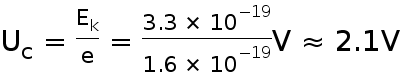 U_c = E_k / e = 3.3 × 10^-19 / 1.6 × 10^-19 V ≈ 2.1V